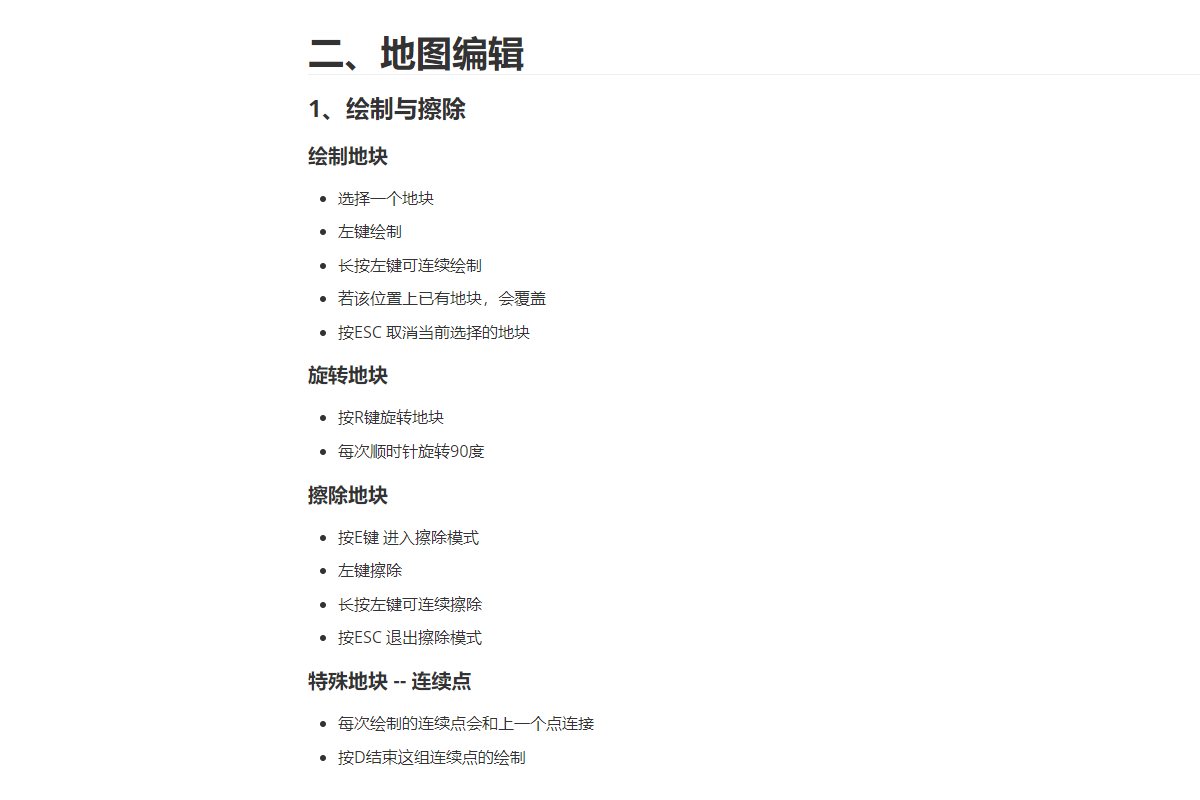 二、地图编辑
1、绘制与擦除
绘制地块
选择一个地块
左键绘制
长按左键可连续绘制
若该位置上已有地块，会覆盖
按ESC 取消当前选择的地块
旋转地块
按R键旋转地块
每次顺时针旋转90度
擦除地块
按E键 进入擦除模式
左键擦除
长按左键可连续擦除
按ESC 退出擦除模式
特殊地块 -- 连续点
每次绘制的连续点会和上一个点连接
按D结束这组连续点的绘制